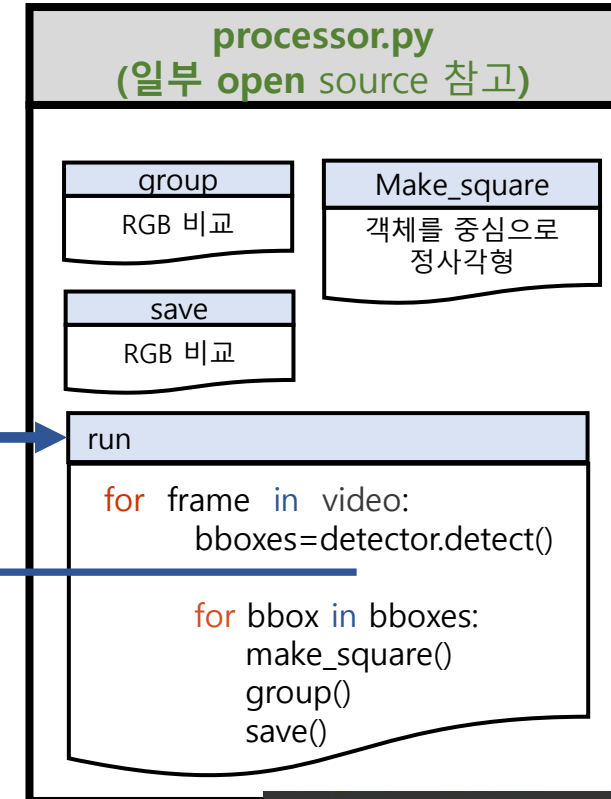 processor.py
(일부 open source 참고)
group
RGB 비교
Make_square
객체를 중심으로
정사각형
save
RGB 비교
run
for frame in video:
bboxes=detector.detect()
for bbox in bboxes:
make_square()
group()
save()